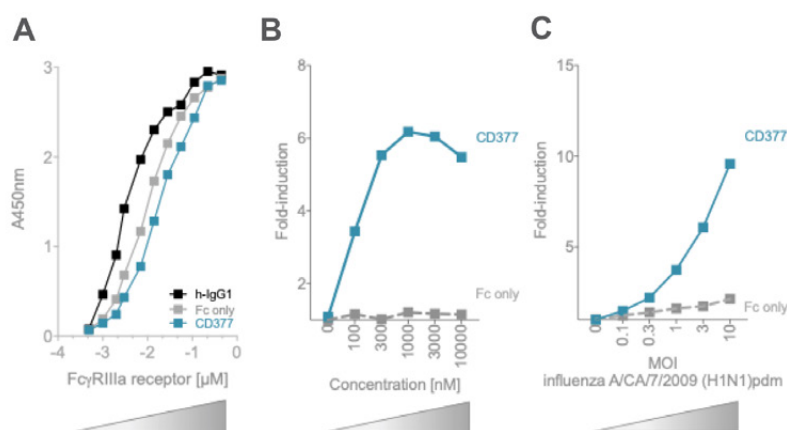 A
A450nm
3
2
1
0
-4
-3
-2
-1
0
h-IgG1
Fc only
CD377
FcγRIIIa receptor [µM]
B
Fold-induction
8
6
4
2
CD377
Fc only
0
100
300
1000
3000
10000
Concentration [nM]
C
Fold-induction
15
10
5
CD377
Fc only
0
0.1
0.3
1
3
10
MOI
influenza A/CA/7/2009 (H1N1)pdm